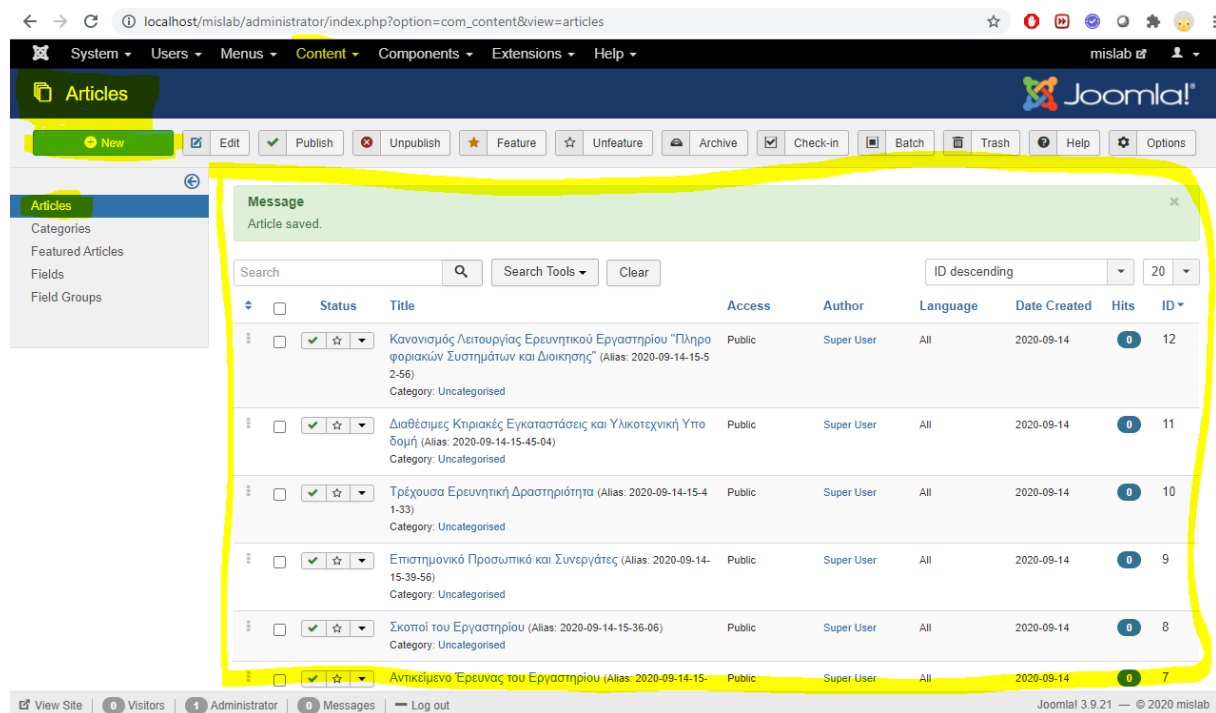 localhost/mislab/administrator/index.php?option=com_content&view=articles
System Users Menus Content Components Extensions Help mislab
Articles Joomla!®
New Edit Publish Unpublish Feature Unfeature Archive Check-in Batch Trash Help Options
Articles
Categories
Featured Articles
Fields
Field Groups
Message
Article saved.
Search Search Tools Clear ID descending 20
Status Title Access Author Language Date Created Hits ID
Κανονισμός Λειτουργίας Ερευνητικού Εργαστηρίου "Πληρο Public Super User All 2020-09-14 0 12
φοριακών Συστημάτων και Διοικησης" (Alias: 2020-09-14-15-5
2-56)
Category: Uncategorised
Διαθέσιμες Κτιριακές Εγκαταστάσεις και Υλικοτεχνική Υπο Public Super User All 2020-09-14 0 11
δομή (Alias: 2020-09-14-15-45-04)
Category: Uncategorised
Τρέχουσα Ερευνητική Δραστηριότητα (Alias: 2020-09-14-15-4 Public Super User All 2020-09-14 0 10
1-33)
Category: Uncategorised
Επιστημονικό Προσωπικό και Συνεργάτες (Alias: 2020-09-14- Public Super User All 2020-09-14 0 9
15-39-56)
Category: Uncategorised
Σκοποί του Εργαστηρίου (Alias: 2020-09-14-15-36-06) Public Super User All 2020-09-14 0 8
Category: Uncategorised
Αντικείμενο Έρευνας του Εργαστηρίου (Alias: 2020-09-14-15- Public Super User All 2020-09-14 0 7
View Site 0 Visitors 1 Administrator 0 Messages Log out Joomla! 3.9.21 — © 2020 mislab